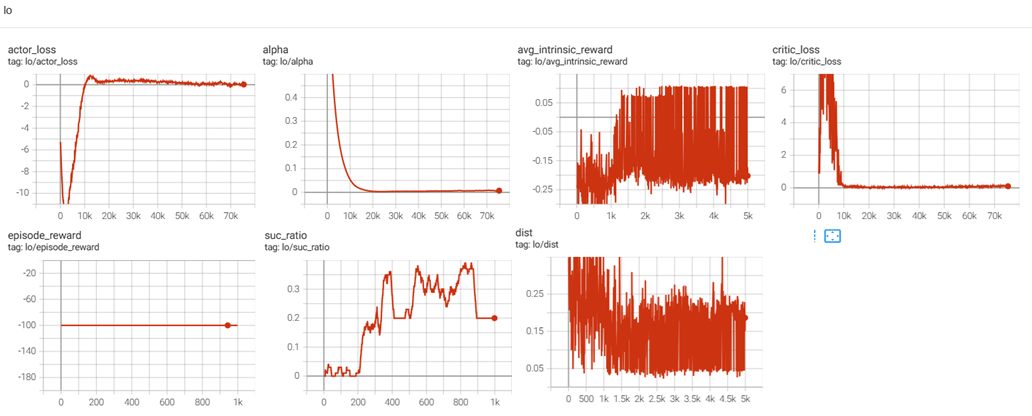 lo
actor_loss
tag: lo/actor_loss
0
-2
-4
-6
-8
-10
0 10k 20k 30k 40k 50k 60k 70k
alpha
tag: lo/alpha
0.4
0.3
0.2
0.1
0
0 10k 20k 30k 40k 50k 60k 70k
avg_intrinsic_reward
tag: lo/avg_intrinsic_reward
0.05
-0.05
-0.15
-0.25
0 1k 2k 3k 4k 5k
critic_loss
tag: lo/critic_loss
6
4
2
0
0 10k 20k 30k 40k 50k 60k 70k
episode_reward
tag: lo/episode_reward
-20
-60
-100
-140
-180
0 200 400 600 800 1k
suc_ratio
tag: lo/suc_ratio
0.3
0.2
0.1
0
0 200 400 600 800 1k
dist
tag: lo/dist
0.25
0.15
0.05
0 500 1k 1.5k 2k 2.5k 3k 3.5k 4k 4.5k 5k